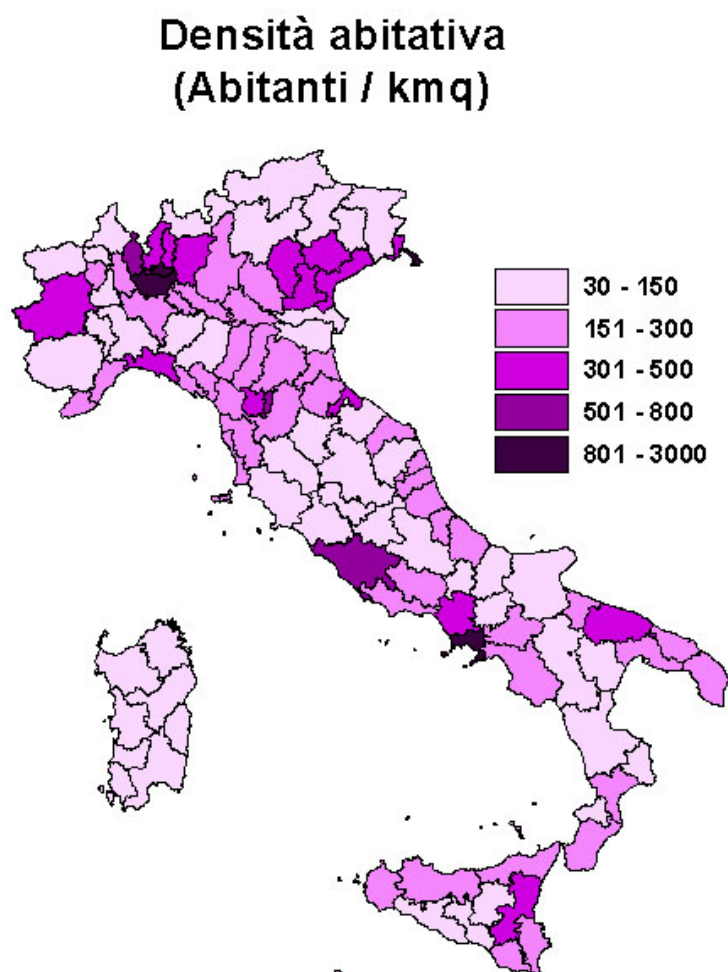 Densità abitativa
(Abitanti / kmq)
30 - 150
151 - 300
301 - 500
501 - 800
801 - 3000